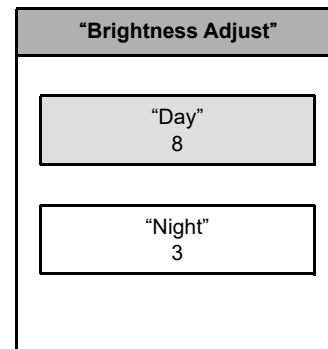 “Brightness Adjust”
“Day”
8
“Night”
3